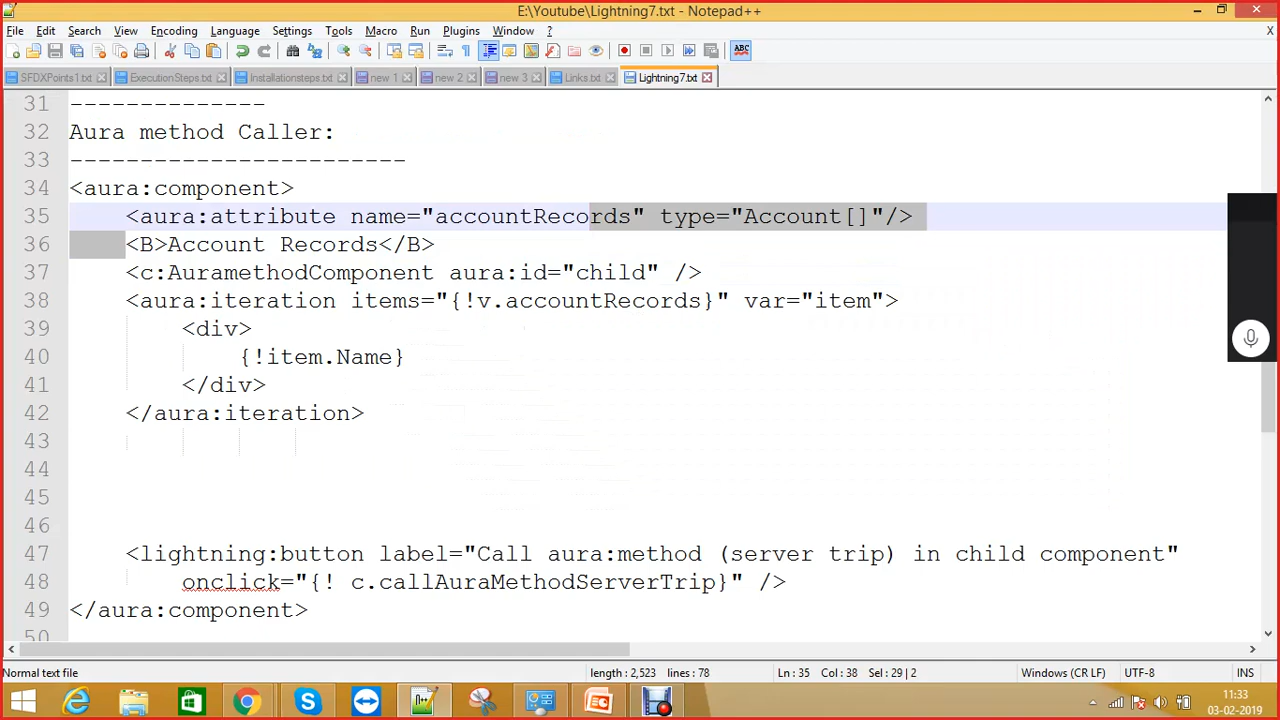 E:\Youtube\Lightning7.txt - Notepad++
File Edit Search View Encoding Language Settings Tools Macro Run Plugins Window ? X
ABC
SFDXPoints1.txt ExecutionSteps.txt Installationsteps.txt new 1 new 2 new 3 Links.txt Lightning7.txt
31 --------------
32 Aura method Caller:
33 ------------------------
34 <aura:component>
35 <aura:attribute name="accountRecords" type="Account[]"/>
36 <B>Account Records</B>
37 <c:AuramethodComponent aura:id="child" />
38 <aura:iteration items="{!v.accountRecords}" var="item">
39 <div>
40 {!item.Name}
41 </div>
42 </aura:iteration>
43
44
45
46
47 <lightning:button label="Call aura:method (server trip) in child component"
48 onclick="{! c.callAuraMethodServerTrip}" />
49 </aura:component>
50
Normal text file length : 2,523 lines : 78 Ln : 35 Col : 38 Sel : 29 | 2 Windows (CR LF) UTF-8 INS
11:33
03-02-2019